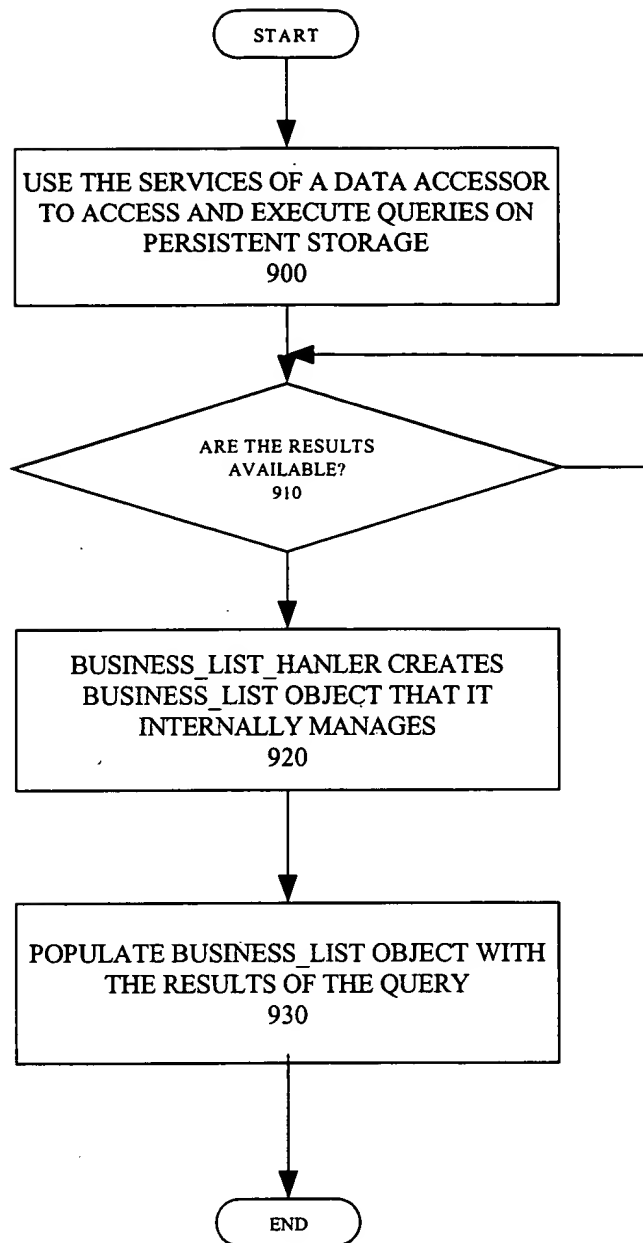 START
USE THE SERVICES OF A DATA ACCESSOR
TO ACCESS AND EXECUTE QUERIES ON
PERSISTENT STORAGE
900
ARE THE RESULTS
AVAILABLE?
910
BUSINESS_LIST_HANLER CREATES
BUSINESS_LIST OBJECT THAT IT
INTERNALLY MANAGES
920
POPULATE BUSINESS_LIST OBJECT WITH
THE RESULTS OF THE QUERY
930
END